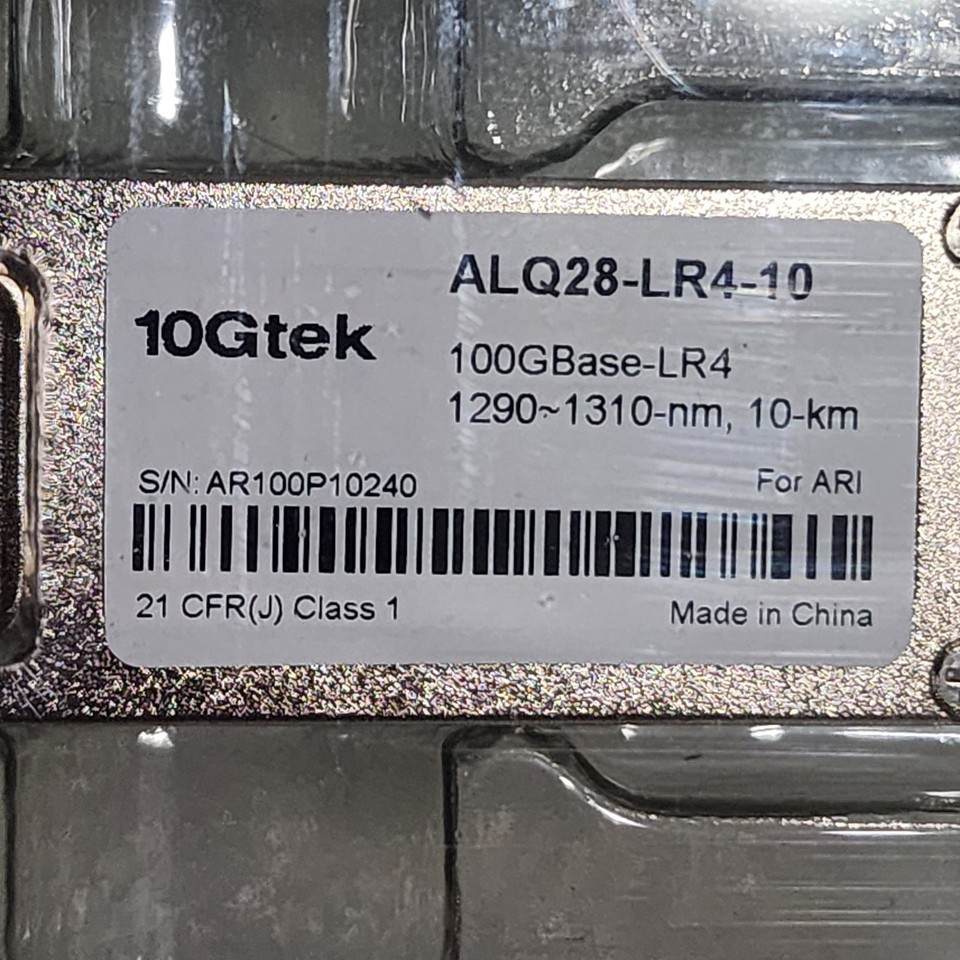 10Gtek
ALQ28-LR4-10
100GBase-LR4
1290~1310-nm, 10-km
S/N: AR100P10240
For ARI
21 CFR(J) Class 1
Made in China